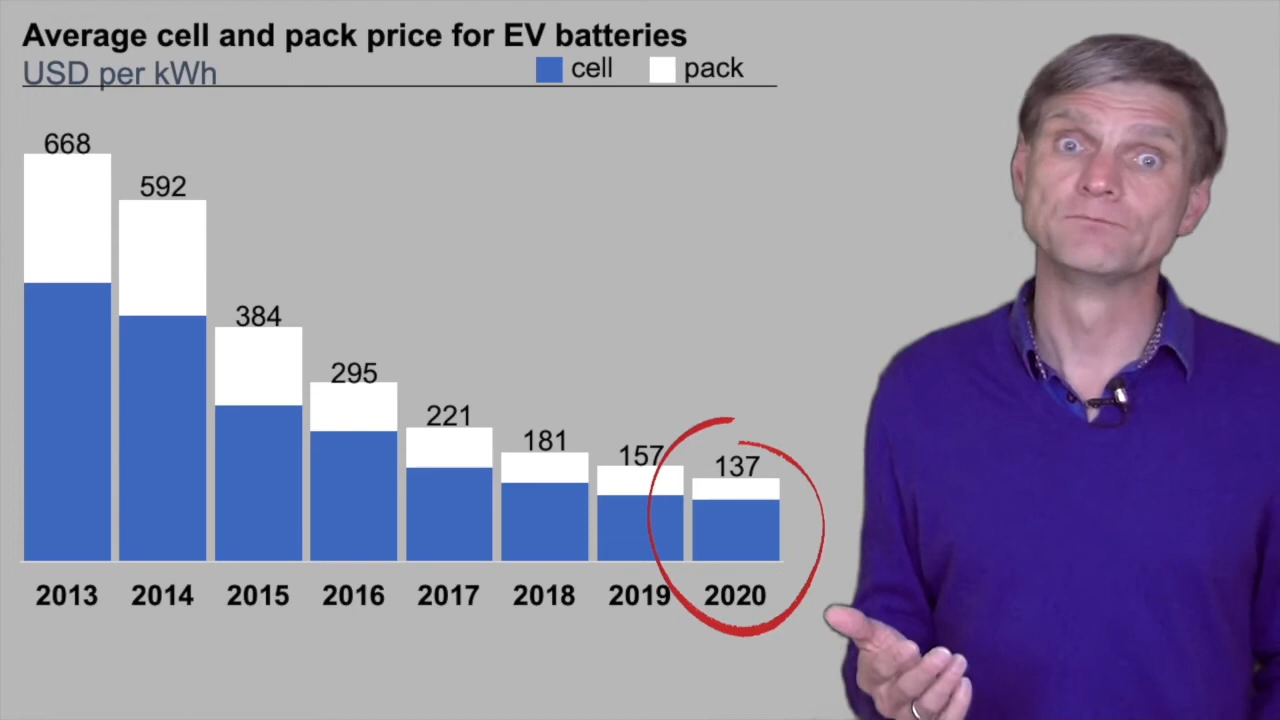 Average cell and pack price for EV batteries
USD per kWh
cell pack
668
592
384
295
221
181
157
137
2013 2014 2015 2016 2017 2018 2019 2020